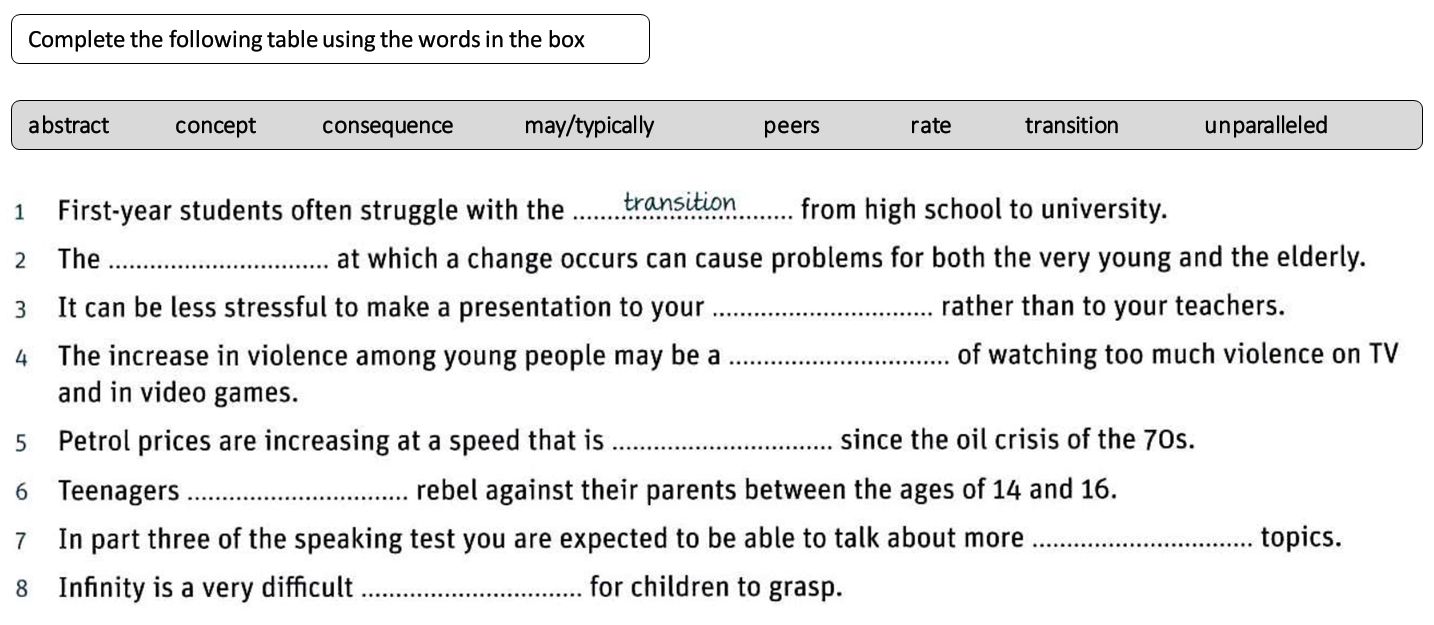 Complete the following table using the words in the box
abstract concept consequence may/typically peers rate transition unparalleled
1 First-year students often struggle with the ........transition........ from high school to university.
2 The ................................ at which a change occurs can cause problems for both the very young and the elderly.
3 It can be less stressful to make a presentation to your ................................ rather than to your teachers.
4 The increase in violence among young people may be a ................................ of watching too much violence on TV
and in video games.
5 Petrol prices are increasing at a speed that is ................................ since the oil crisis of the 70s.
6 Teenagers ................................ rebel against their parents between the ages of 14 and 16.
7 In part three of the speaking test you are expected to be able to talk about more ................................ topics.
8 Infinity is a very difficult ................................ for children to grasp.